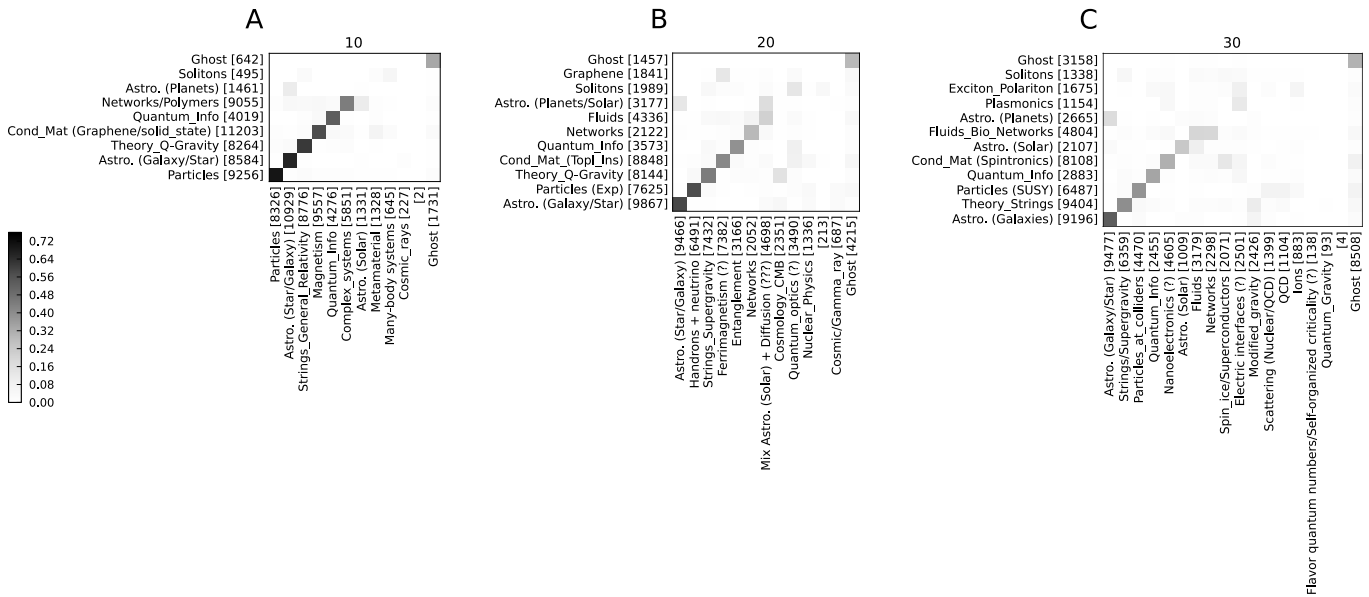 A
10
Ghost [642]
Solitons [495]
Astro. (Planets) [1461]
Networks/Polymers [9055]
Quantum_Info [4019]
Cond_Mat (Graphene/solid_state) [11203]
Theory_Q-Gravity [8264]
Astro. (Galaxy/Star) [8584]
Particles [9256]
Particles [8326]
Astro. (Star/Galaxy) [10929]
Strings_General_Relativity [8776]
Magnetism [9557]
Quantum_Info [4276]
Complex_systems [5851]
Astro. (Solar) [1331]
Metamaterial [1328]
Many-body systems [645]
Cosmic_rays [227]
[2]
Ghost [1731]
0.72
0.64
0.56
0.48
0.40
0.32
0.24
0.16
0.08
0.00
B
20
Ghost [1457]
Graphene [1841]
Solitons [1989]
Astro. (Planets/Solar) [3177]
Fluids [4336]
Networks [2122]
Quantum_Info [3573]
Cond_Mat_(Topl_Ins) [8848]
Theory_Q-Gravity [8144]
Particles (Exp) [7625]
Astro. (Galaxy/Star) [9867]
Astro. (Star/Galaxy) [9466]
Handrons + neutrino [6491]
Strings_Supergravity [7432]
Ferrimagnetism (?) [7382]
Entanglement [3166]
Networks [2052]
Mix Astro. (Solar) + Diffusion (???) [4698]
Cosmology_CMB [2351]
Quantum_optics (?) [3490]
Nuclear_Physics [1336]
[213]
Cosmic/Gamma_ray [687]
Ghost [4215]
C
30
Ghost [3158]
Solitons [1338]
Exciton_Polariton [1675]
Plasmonics [1154]
Astro. (Planets) [2665]
Fluids_Bio_Networks [4804]
Astro. (Solar) [2107]
Cond_Mat (Spintronics) [8108]
Quantum_Info [2883]
Particles (SUSY) [6487]
Theory_Strings [9404]
Astro. (Galaxies) [9196]
Astro. (Galaxy/Star) [9477]
Strings/Supergravity [6359]
Particles_at_colliders [4470]
Quantum_Info [2455]
Nanoelectronics (?) [4605]
Astro. (Solar) [1009]
Fluids [3179]
Networks [2298]
Spin_ice/Superconductors [2071]
Electric interfaces (?) [2501]
Modified_gravity [2426]
Scattering (Nuclear/QCD) [1399]
QCD [1104]
Ions [883]
Flavor quantum numbers/Self-organized criticality (?) [138]
Quantum_Gravity [93]
[4]
Ghost [8508]